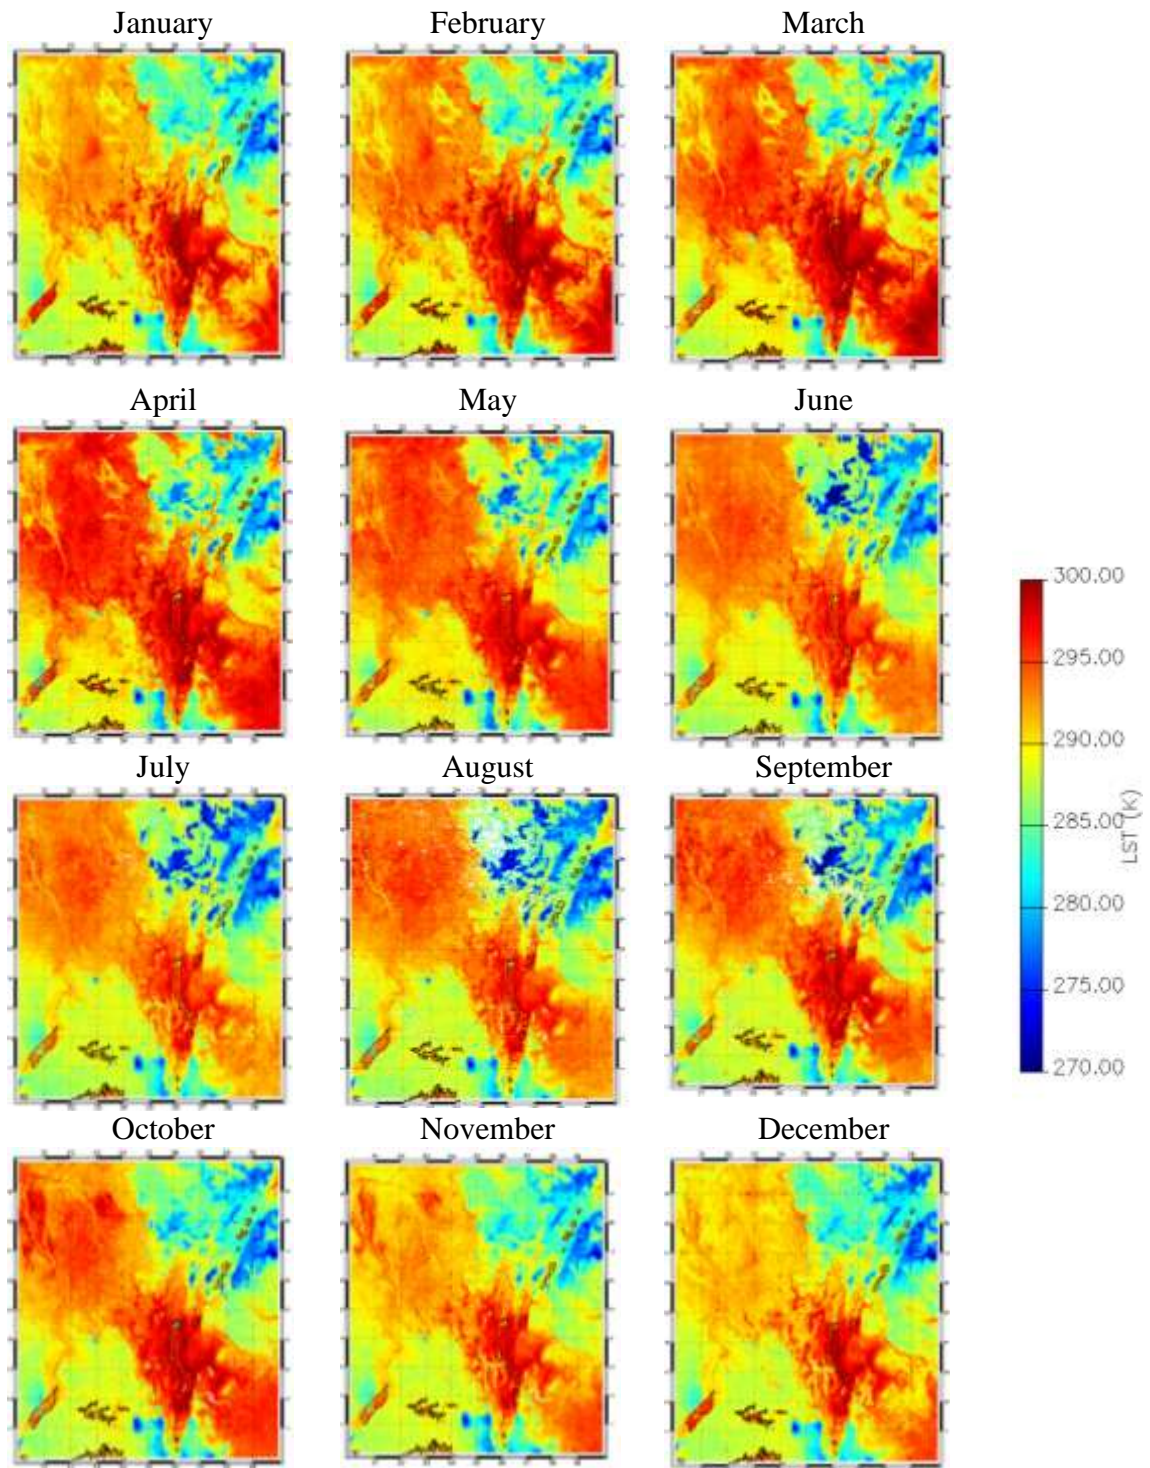 January February March
April May June
300.00
295.00
290.00
285.00
280.00
275.00
270.00
LST (K)
July August September
October November December